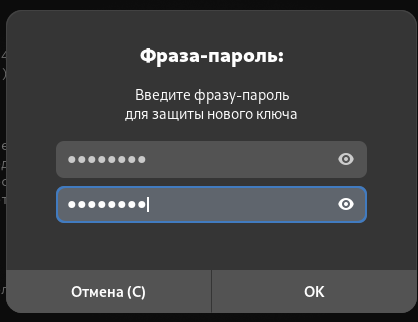 Фраза-пароль:
Введите фразу-пароль
для защиты нового ключа
●●●●●●●●
●●●●●●●●
Отмена (C)
OK